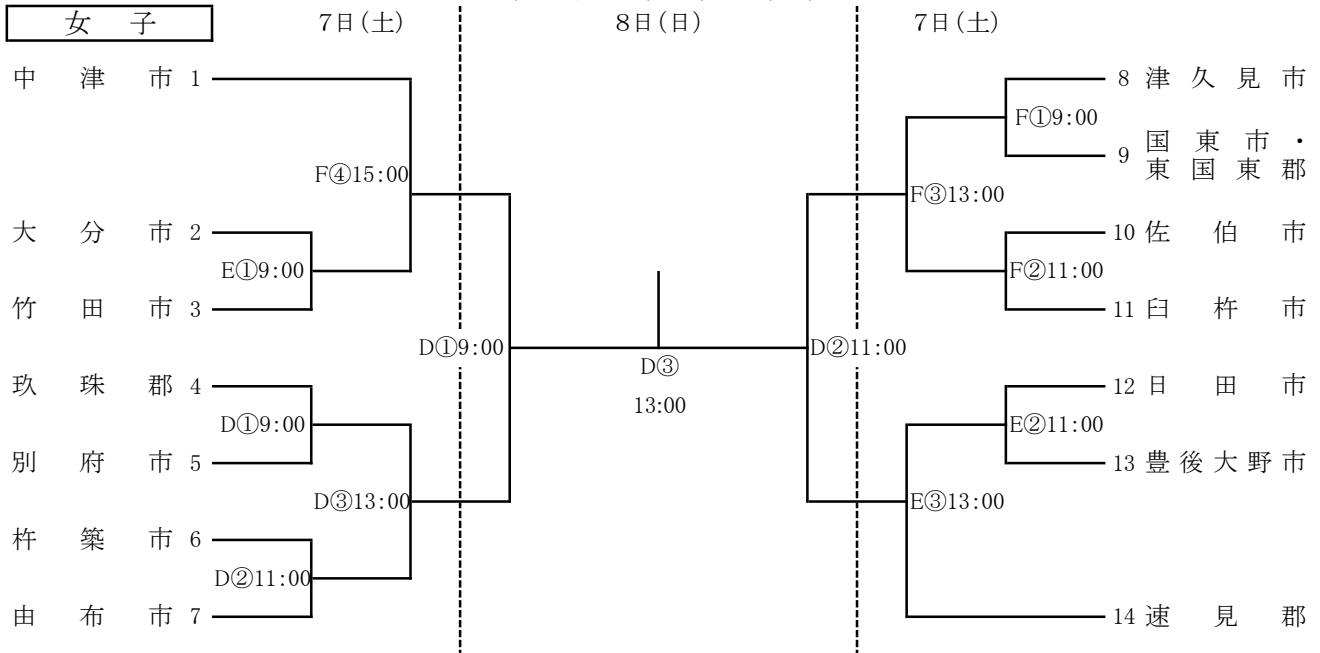 女子
7日(土)
8日(日)
7日(土)
中津市 1
F④15:00
大分市 2
E①9:00
竹田市 3
D①9:00
玖珠郡 4
D①9:00
別府市 5
D③13:00
杵築市 6
D②11:00
由布市 7
D③
13:00
8 津久見市
F①9:00
9 国東市・
東国東郡
F③13:00
10 佐伯市
F②11:00
11 臼杵市
D②11:00
12 日田市
E②11:00
13 豊後大野市
E③13:00
14 速見郡